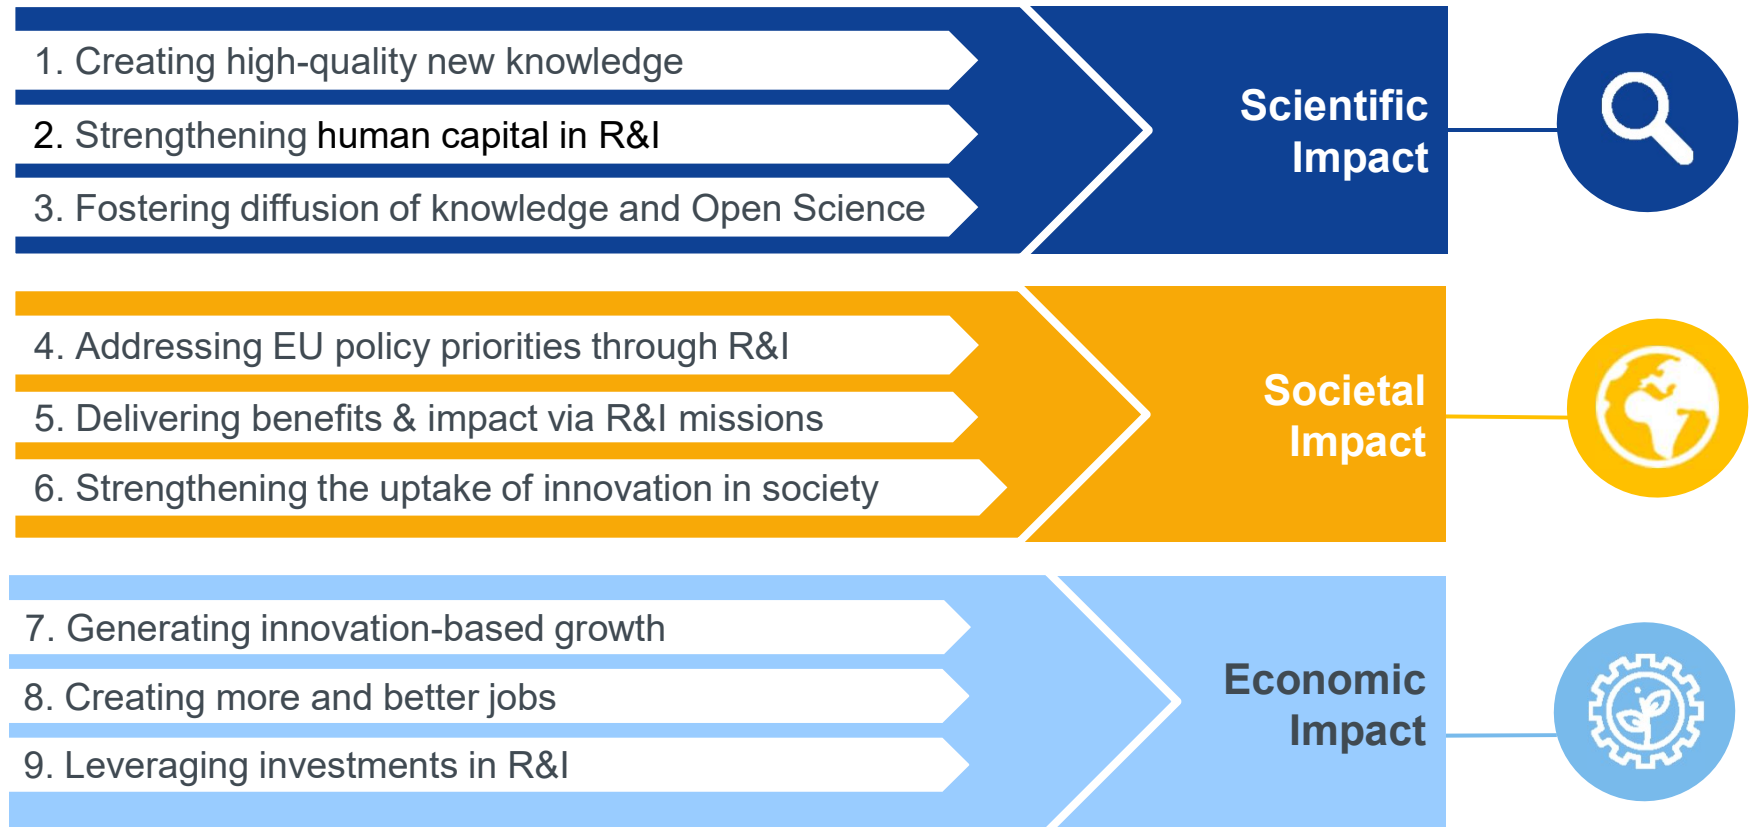 1. Creating high-quality new knowledge
2. Strengthening human capital in R&I
3. Fostering diffusion of knowledge and Open Science
Scientific
Impact
4. Addressing EU policy priorities through R&I
5. Delivering benefits & impact via R&I missions
6. Strengthening the uptake of innovation in society
Societal
Impact
7. Generating innovation-based growth
8. Creating more and better jobs
9. Leveraging investments in R&I
Economic
Impact